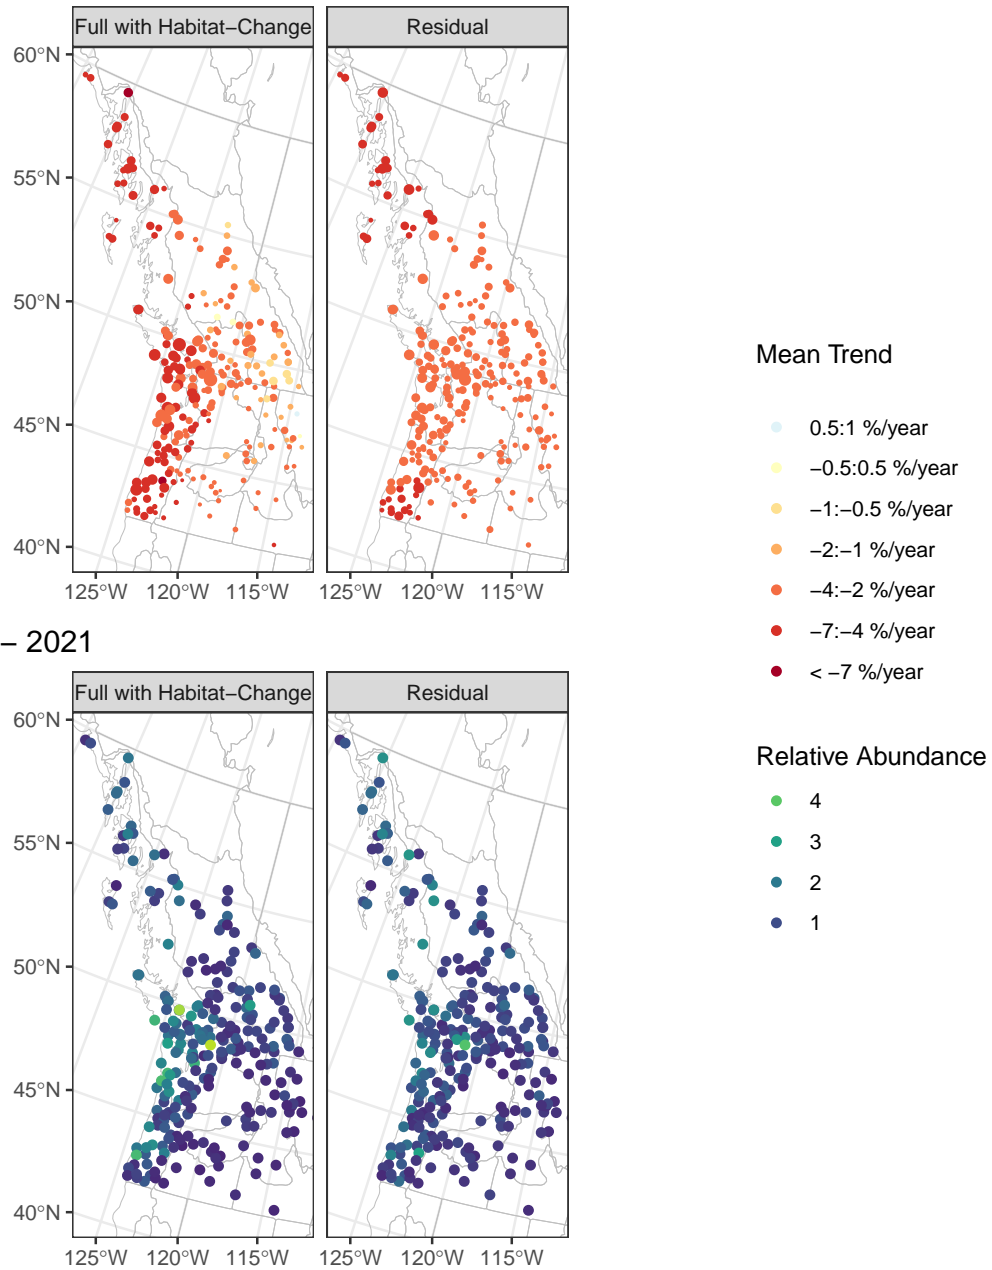 Full with Habitat−Change
Residual
60°N
55°N
50°N
45°N
40°N
125°W
120°W
115°W
125°W
120°W
115°W
Mean Trend
0.5:1 %/year
−0.5:0.5 %/year
−1:−0.5 %/year
−2:−1 %/year
−4:−2 %/year
−7:−4 %/year
< −7 %/year
− 2021
Full with Habitat−Change
Residual
60°N
55°N
50°N
45°N
40°N
125°W
120°W
115°W
125°W
120°W
115°W
Relative Abundance
4
3
2
1